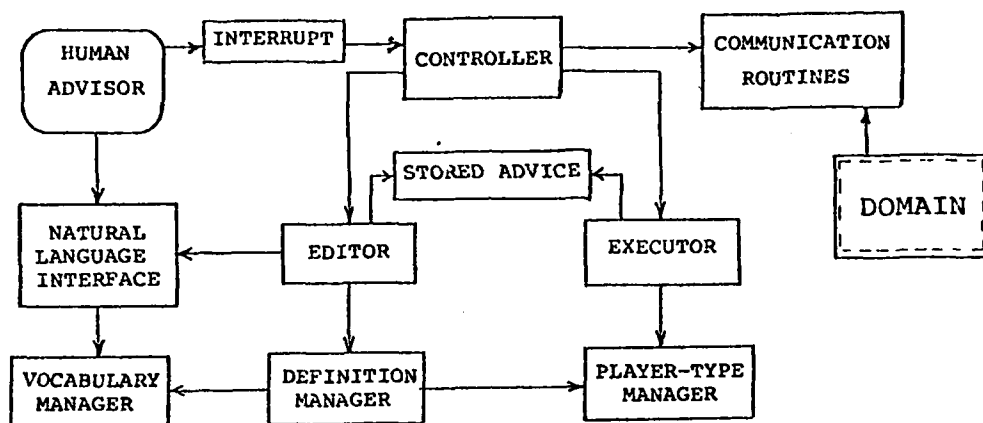 HUMAN
ADVISOR
INTERRUPT
CONTROLLER
COMMUNICATION
ROUTINES
STORED ADVICE
DOMAIN
NATURAL
LANGUAGE
INTERFACE
EDITOR
EXECUTOR
VOCABULARY
MANAGER
DEFINITION
MANAGER
PLAYER-TYPE
MANAGER